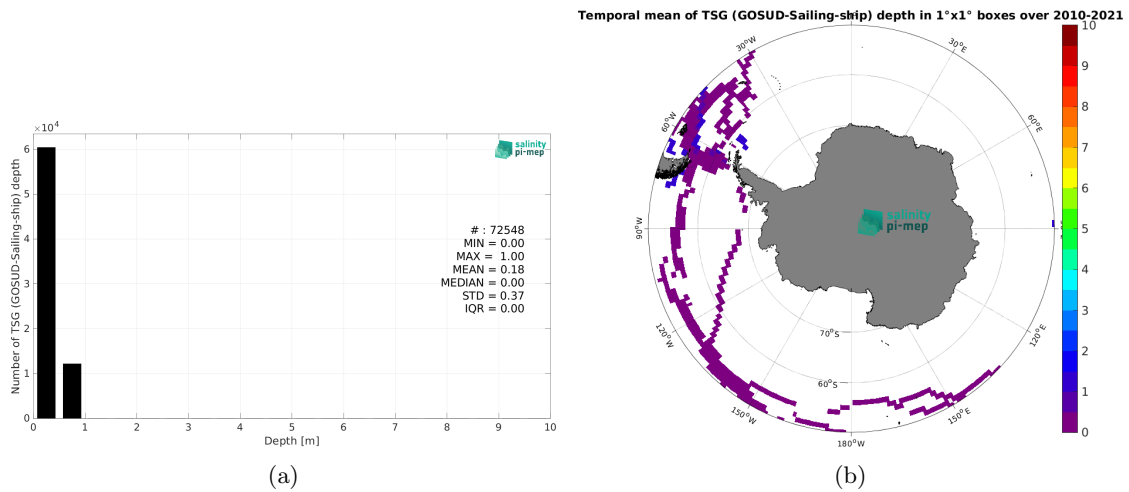 Temporal mean of TSG (GOSUD-Sailing-ship) depth in 1°x1° boxes over 2010-2021
×10⁴
6
5
4
3
2
1
0
Number of TSG (GOSUD-Sailing-ship) depth
salinity
pi-mep
# : 72548
MIN = 0.00
MAX = 1.00
MEAN = 0.18
MEDIAN = 0.00
STD = 0.37
IQR = 0.00
0 1 2 3 4 5 6 7 8 9 10
Depth [m]
(a)
30°W
30°E
60°W
60°E
90°W
120°W
120°E
150°W
150°E
180°W
70°S
60°S
salinity
pi-mep
10
9
8
7
6
5
4
3
2
1
0
(b)